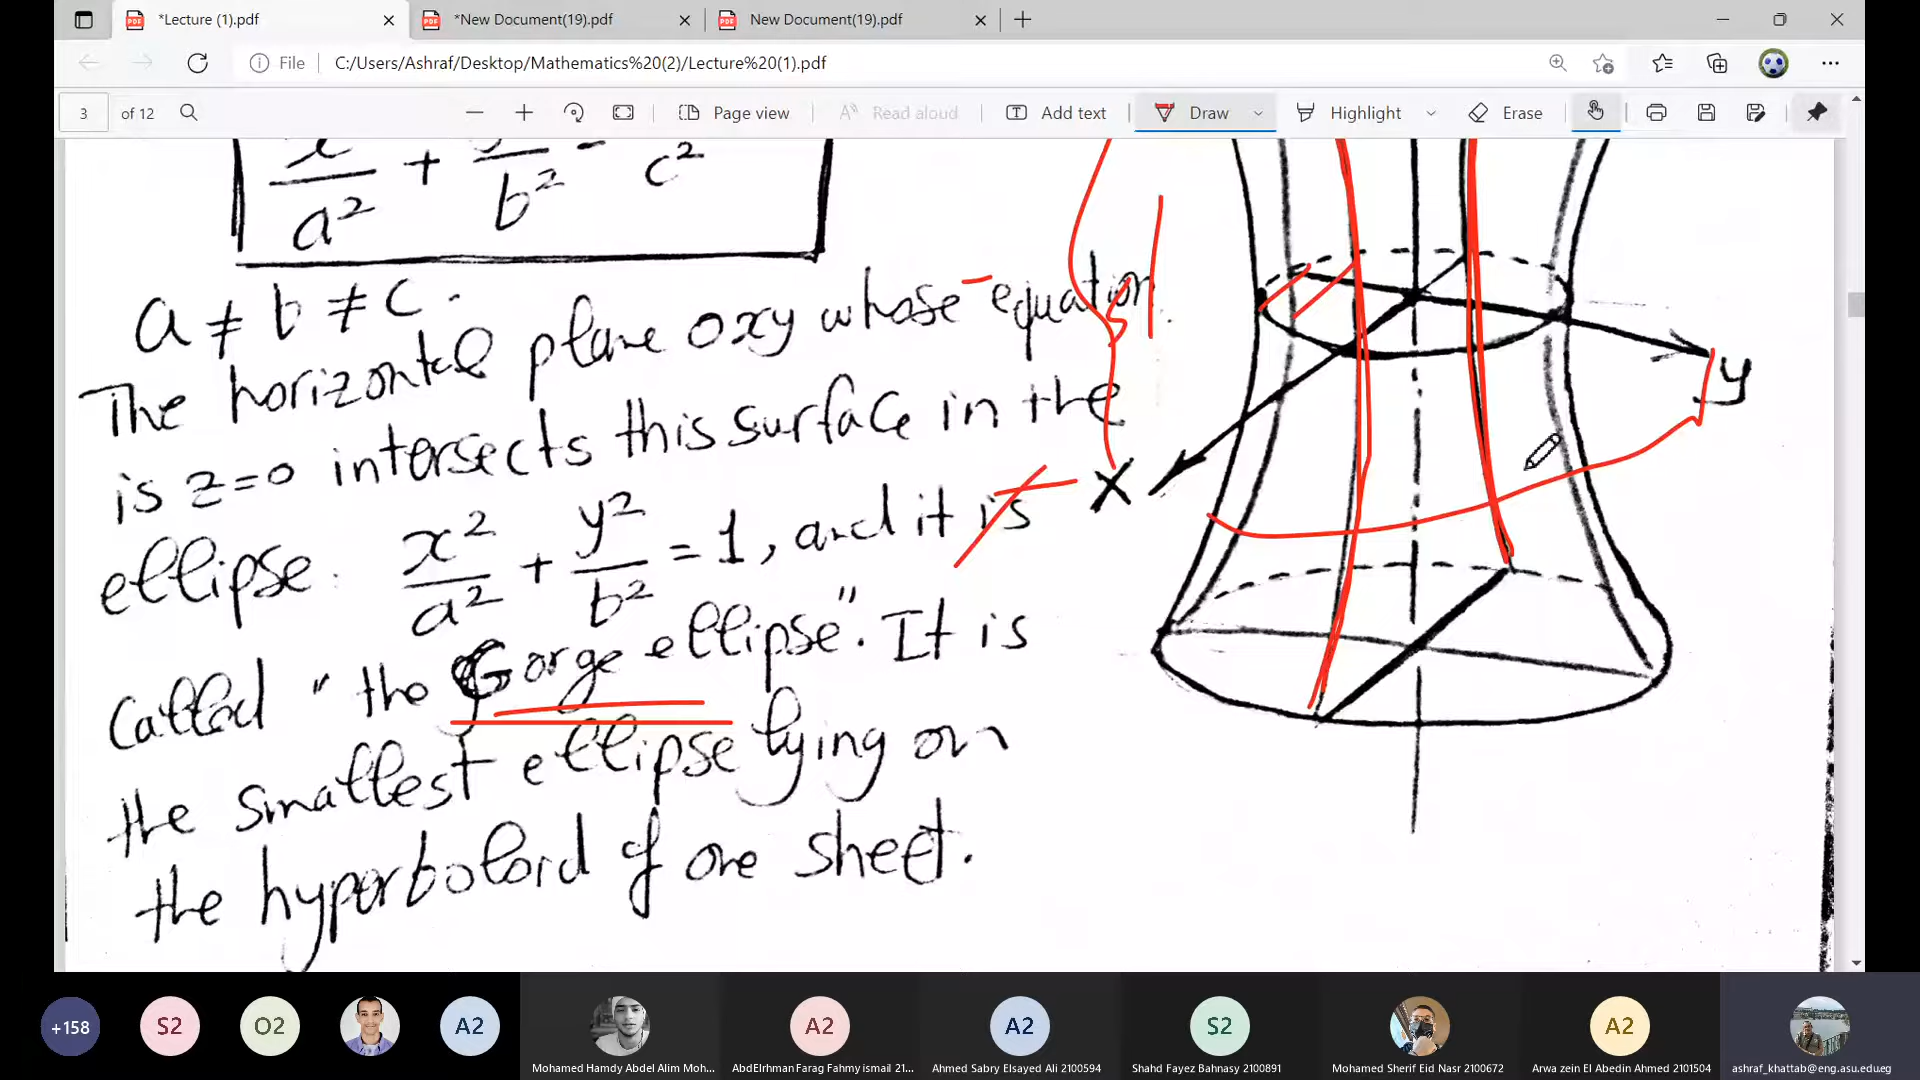 *Lecture (1).pdf
*New Document(19).pdf
New Document(19).pdf
File
C:/Users/Ashraf/Desktop/Mathematics%20(2)/Lecture%20(1).pdf
3 of 12
Page view
Read aloud
Add text
Draw
Highlight
Erase
a² + b² - c²
a ≠ b ≠ c.
The horizontal plane oxy whose equation
is z=0 intersects this surface in the
ellipse: x²/a² + y²/b² = 1, and it is
called "the Gorge ellipse". It is
the smallest ellipse lying on
the hyperboloid of one sheet.
y
X
+158
S2
O2
A2
A2
A2
S2
A2
Mohamed Hamdy Abdel Alim Moh...
AbdElrhman Farag Fahmy ismail 21...
Ahmed Sabry Elsayed Ali 2100594
Shahd Fayez Bahnasy 2100891
Mohamed Sherif Eid Nasr 2100672
Arwa zein El Abedin Ahmed 2101504
ashraf_khattab@eng.asu.edu.eg